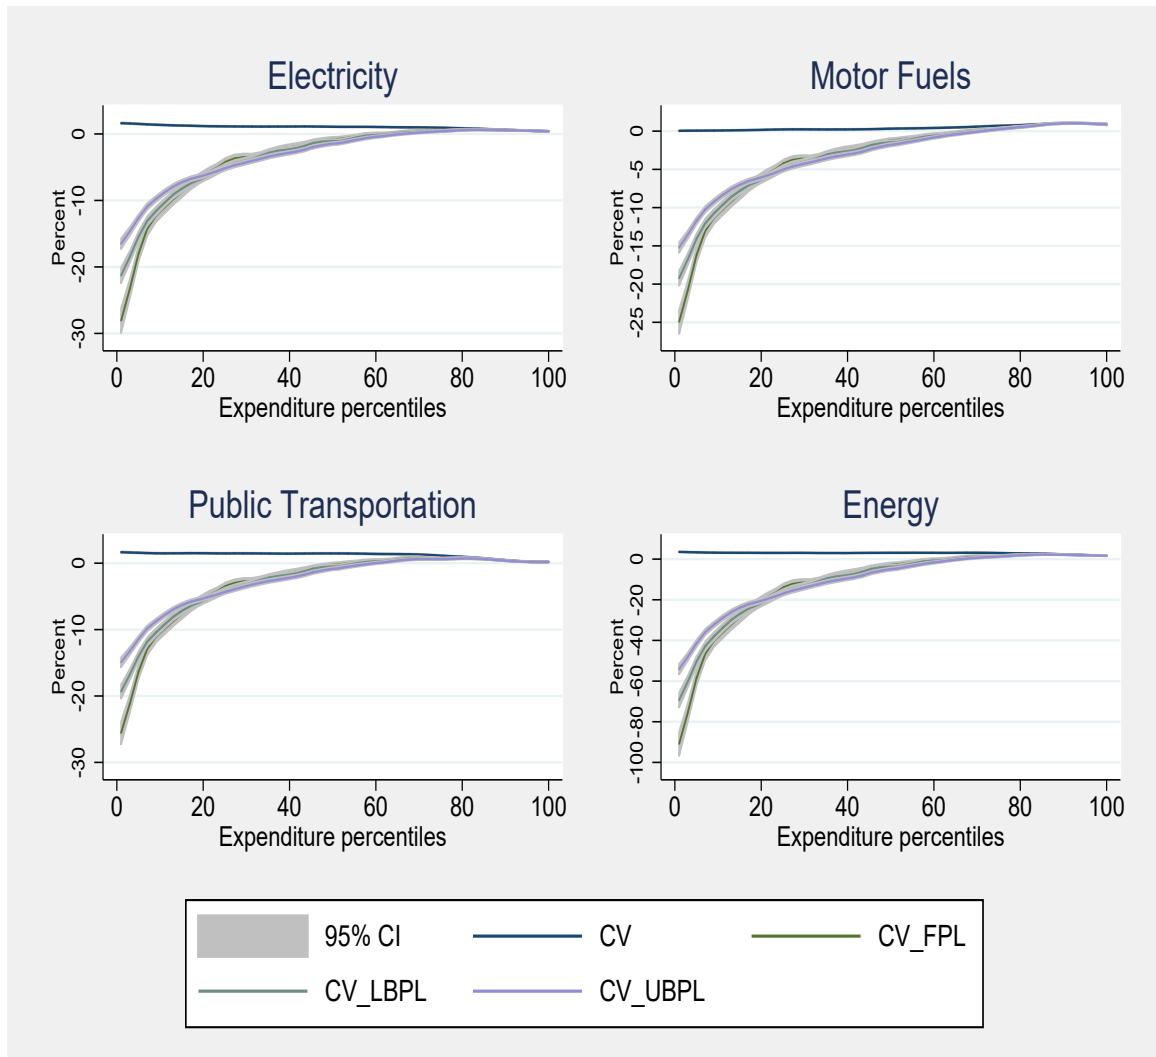 Electricity
Percent
0
-10
-20
-30
0 20 40 60 80 100
Expenditure percentiles
Motor Fuels
Percent
0
-5
-10
-15
-20
-25
0 20 40 60 80 100
Expenditure percentiles
Public Transportation
Percent
0
-10
-20
-30
0 20 40 60 80 100
Expenditure percentiles
Energy
Percent
0
-20
-40
-60
-80
-100
0 20 40 60 80 100
Expenditure percentiles
95% CI CV CV_FPL
CV_LBPL CV_UBPL